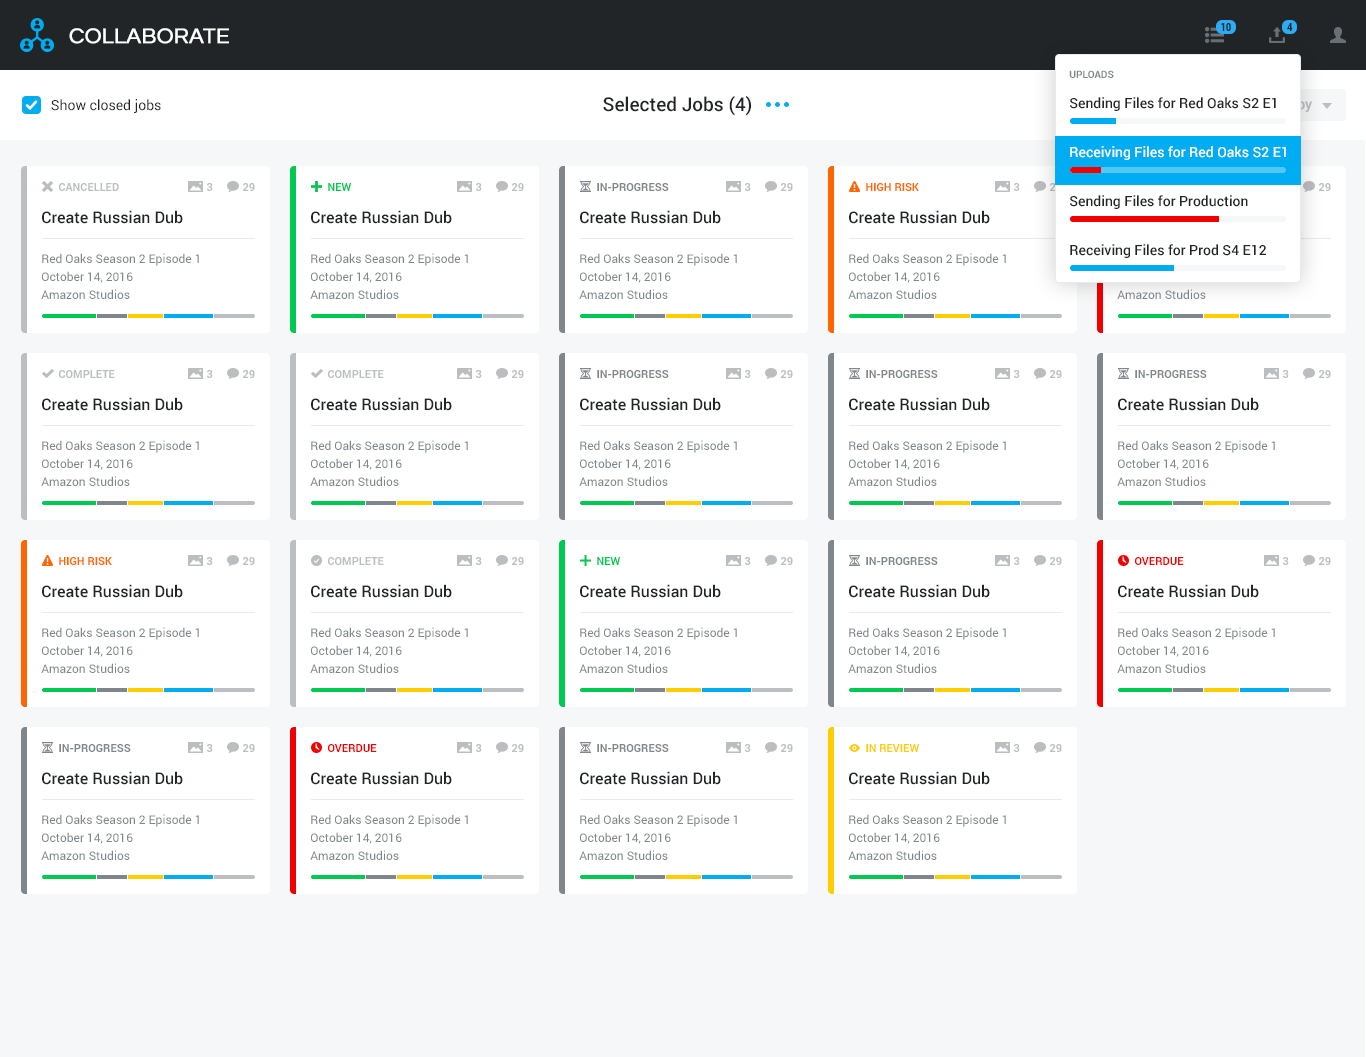 COLLABORATE
10
4
UPLOADS
Sending Files for Red Oaks S2 E1
Receiving Files for Red Oaks S2 E1
Sending Files for Production
Receiving Files for Prod S4 E12
Show closed jobs
Selected Jobs (4)
CANCELLED 3 29
Create Russian Dub
Red Oaks Season 2 Episode 1
October 14, 2016
Amazon Studios
NEW 3 29
Create Russian Dub
Red Oaks Season 2 Episode 1
October 14, 2016
Amazon Studios
IN-PROGRESS 3 29
Create Russian Dub
Red Oaks Season 2 Episode 1
October 14, 2016
Amazon Studios
HIGH RISK 3
Create Russian Dub
Red Oaks Season 2 Episode 1
October 14, 2016
Amazon Studios
29
Amazon Studios
COMPLETE 3 29
Create Russian Dub
Red Oaks Season 2 Episode 1
October 14, 2016
Amazon Studios
COMPLETE 3 29
Create Russian Dub
Red Oaks Season 2 Episode 1
October 14, 2016
Amazon Studios
IN-PROGRESS 3 29
Create Russian Dub
Red Oaks Season 2 Episode 1
October 14, 2016
Amazon Studios
IN-PROGRESS 3 29
Create Russian Dub
Red Oaks Season 2 Episode 1
October 14, 2016
Amazon Studios
IN-PROGRESS 3 29
Create Russian Dub
Red Oaks Season 2 Episode 1
October 14, 2016
Amazon Studios
HIGH RISK 3 29
Create Russian Dub
Red Oaks Season 2 Episode 1
October 14, 2016
Amazon Studios
COMPLETE 3 29
Create Russian Dub
Red Oaks Season 2 Episode 1
October 14, 2016
Amazon Studios
NEW 3 29
Create Russian Dub
Red Oaks Season 2 Episode 1
October 14, 2016
Amazon Studios
IN-PROGRESS 3 29
Create Russian Dub
Red Oaks Season 2 Episode 1
October 14, 2016
Amazon Studios
OVERDUE 3 29
Create Russian Dub
Red Oaks Season 2 Episode 1
October 14, 2016
Amazon Studios
IN-PROGRESS 3 29
Create Russian Dub
Red Oaks Season 2 Episode 1
October 14, 2016
Amazon Studios
OVERDUE 3 29
Create Russian Dub
Red Oaks Season 2 Episode 1
October 14, 2016
Amazon Studios
IN-PROGRESS 3 29
Create Russian Dub
Red Oaks Season 2 Episode 1
October 14, 2016
Amazon Studios
IN REVIEW 3 29
Create Russian Dub
Red Oaks Season 2 Episode 1
October 14, 2016
Amazon Studios